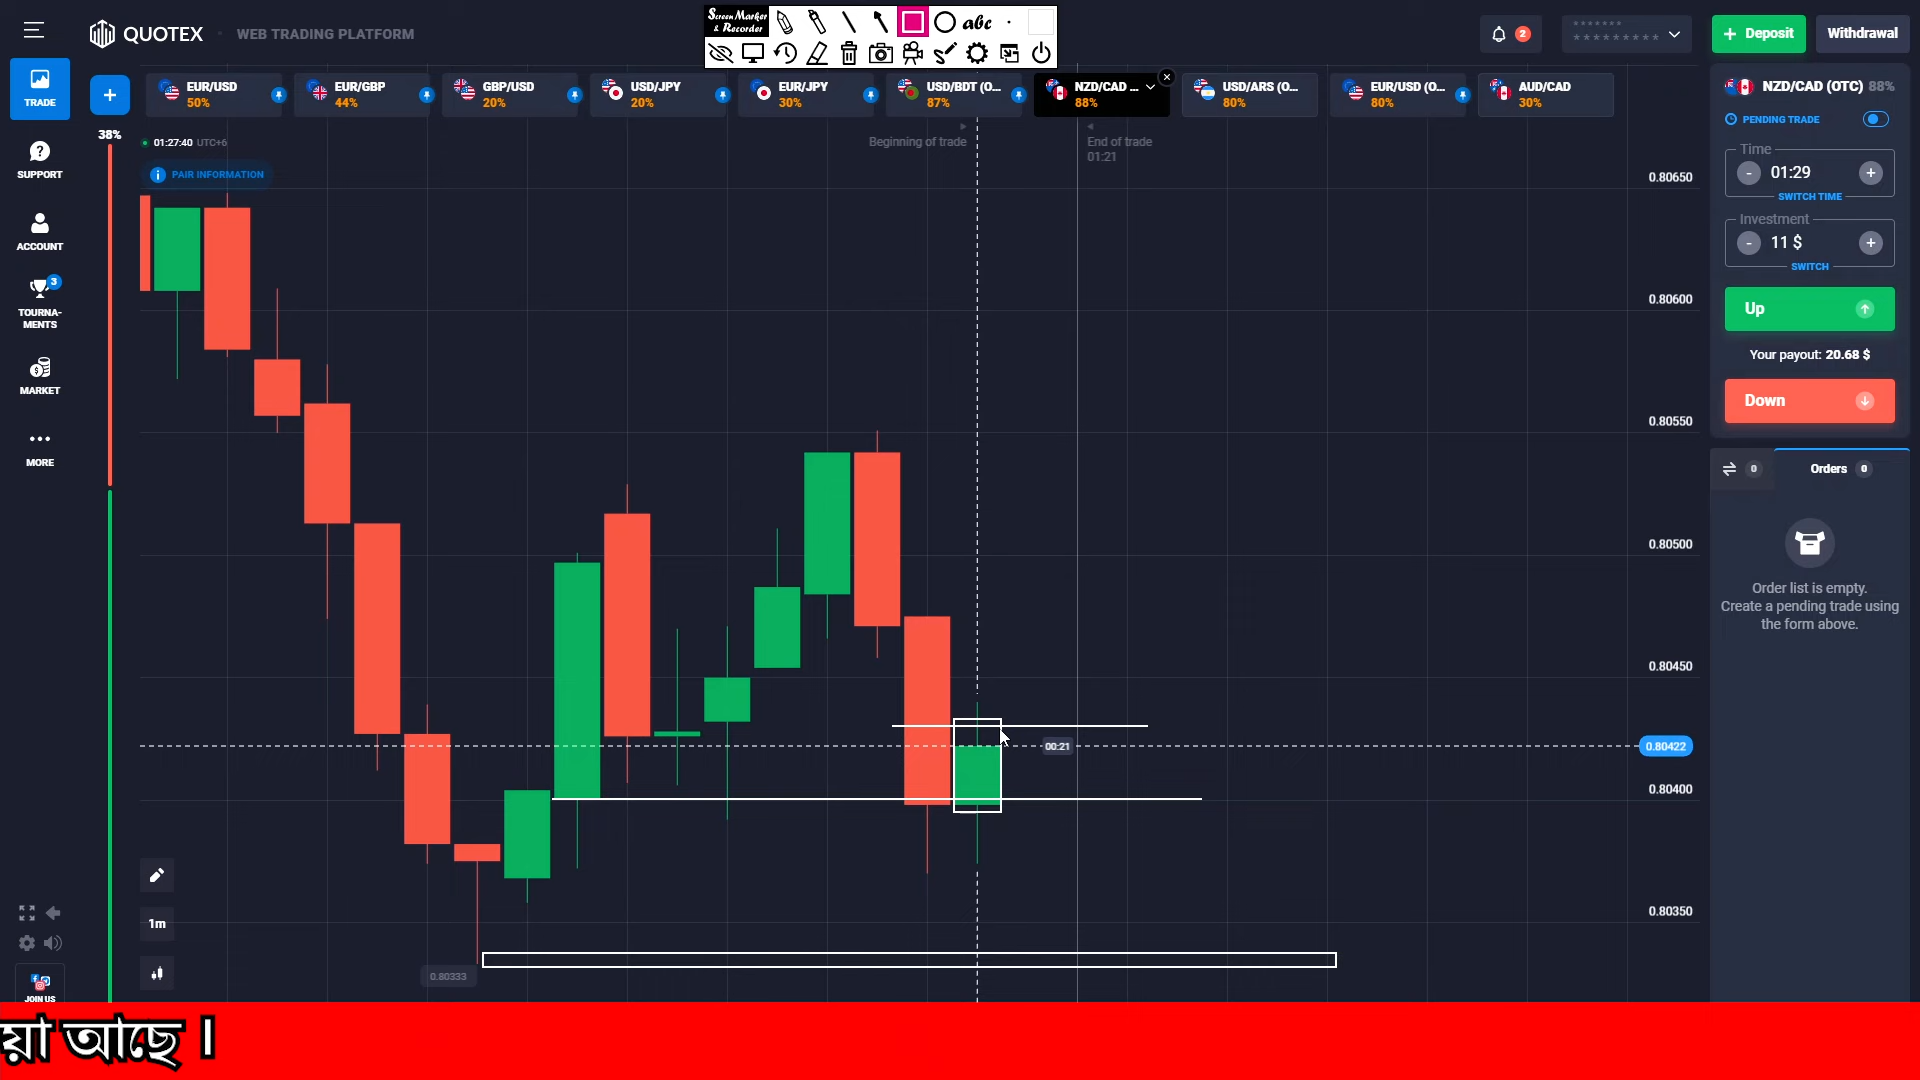 QUOTEX
WEB TRADING PLATFORM
Screen Marker
& Recorder
abc
2
*******
*********
Deposit
Withdrawal
TRADE
EUR/USD
50%
EUR/GBP
44%
GBP/USD
20%
USD/JPY
20%
EUR/JPY
30%
USD/BDT (O...
87%
NZD/CAD ...
88%
USD/ARS (O...
80%
EUR/USD (O...
80%
AUD/CAD
30%
NZD/CAD (OTC) 88%
PENDING TRADE
Time
01:29
SWITCH TIME
Investment
11 $
SWITCH
Up
Your payout: 20.68 $
Down
0
Orders 0
Order list is empty.
Create a pending trade using
the form above.
38%
01:27:40 UTC+6
PAIR INFORMATION
Beginning of trade
End of trade
01:21
SUPPORT
ACCOUNT
3
TOURNA-
MENTS
MARKET
MORE
0.80650
0.80600
0.80550
0.80500
0.80450
00:21
0.80422
0.80400
0.80350
0.80333
1m
JOIN US
য়া আছে।